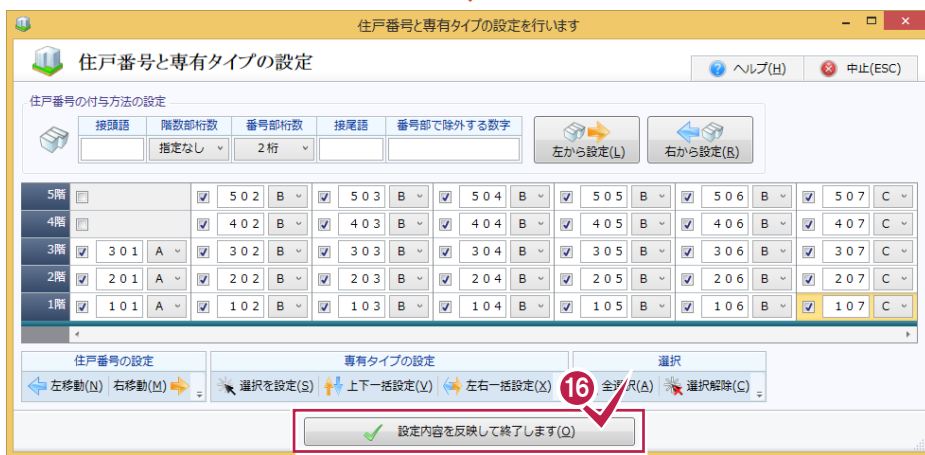 住戸番号と専有タイプの設定を行います
住戸番号と専有タイプの設定
ヘルプ(H) 中止(ESC)
住戸番号の付与方法の設定
接頭語 階数部桁数 番号部桁数 接尾語 番号部で除外する数字
指定なし 2桁 左から設定(L) 右から設定(R)
5階 502 B 503 B 504 B 505 B 506 B 507 C
4階 402 B 403 B 404 B 405 B 406 B 407 C
3階 301 A 302 B 303 B 304 B 305 B 306 B 307 C
2階 201 A 202 B 203 B 204 B 205 B 206 B 207 C
1階 101 A 102 B 103 B 104 B 105 B 106 B 107 C
住戸番号の設定 専有タイプの設定 選択
左移動(N) 右移動(M) 選択を設定(S) 上下一括設定(V) 左右一括設定(X) 全選択(A) 選択解除(C)
16
設定内容を反映して終了します(O)